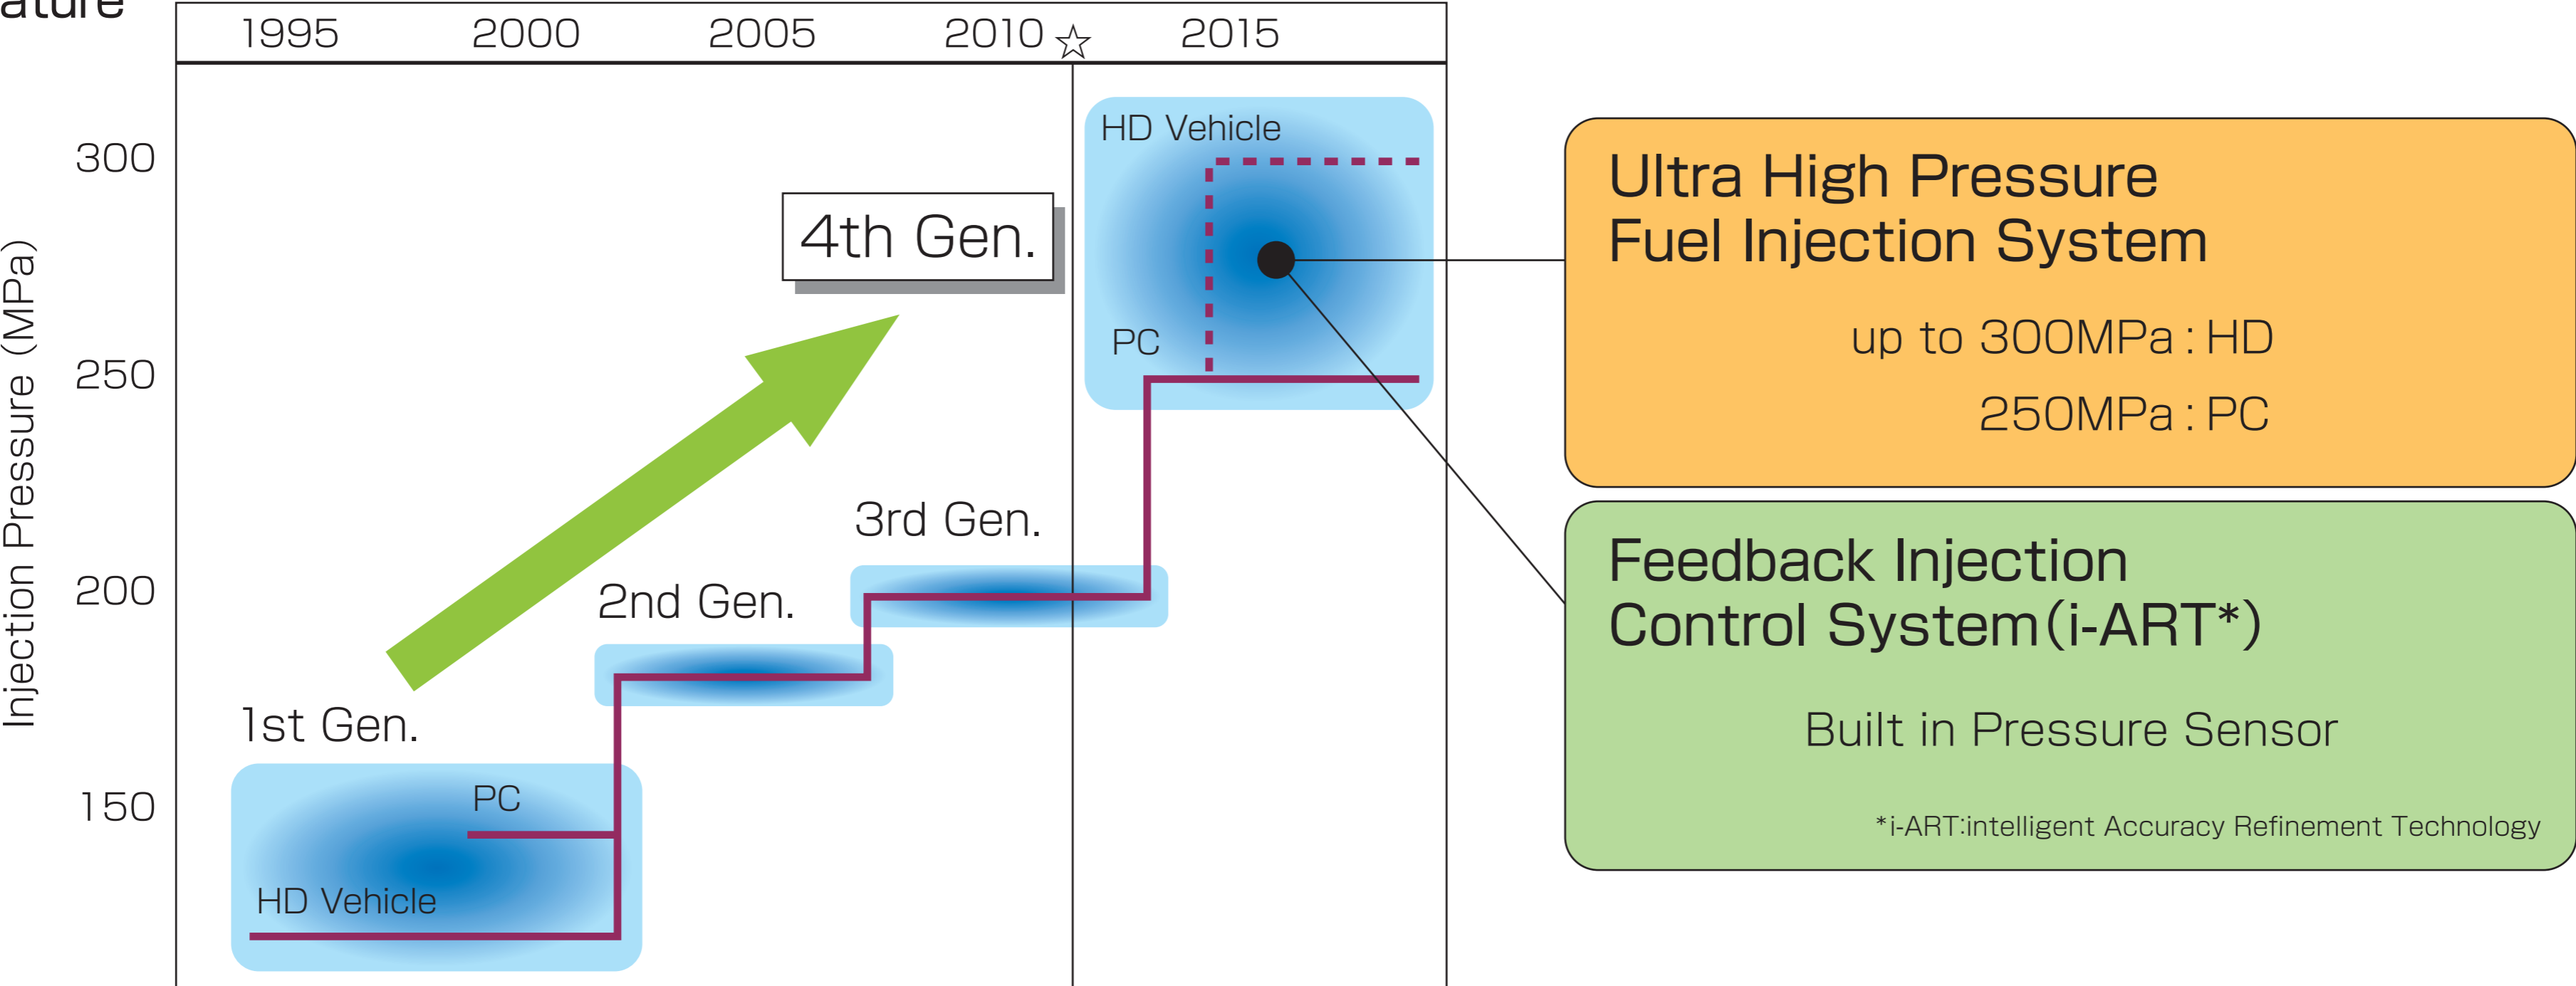 1995 2000 2005 2010 ☆ 2015
Injection Pressure (MPa)
300
250
200
150
HD Vehicle
PC
4th Gen.
3rd Gen.
2nd Gen.
1st Gen.
PC
HD Vehicle
Ultra High Pressure
Fuel Injection System
up to 300MPa : HD
250MPa : PC
Feedback Injection
Control System(i-ART*)
Built in Pressure Sensor
*i-ART:intelligent Accuracy Refinement Technology